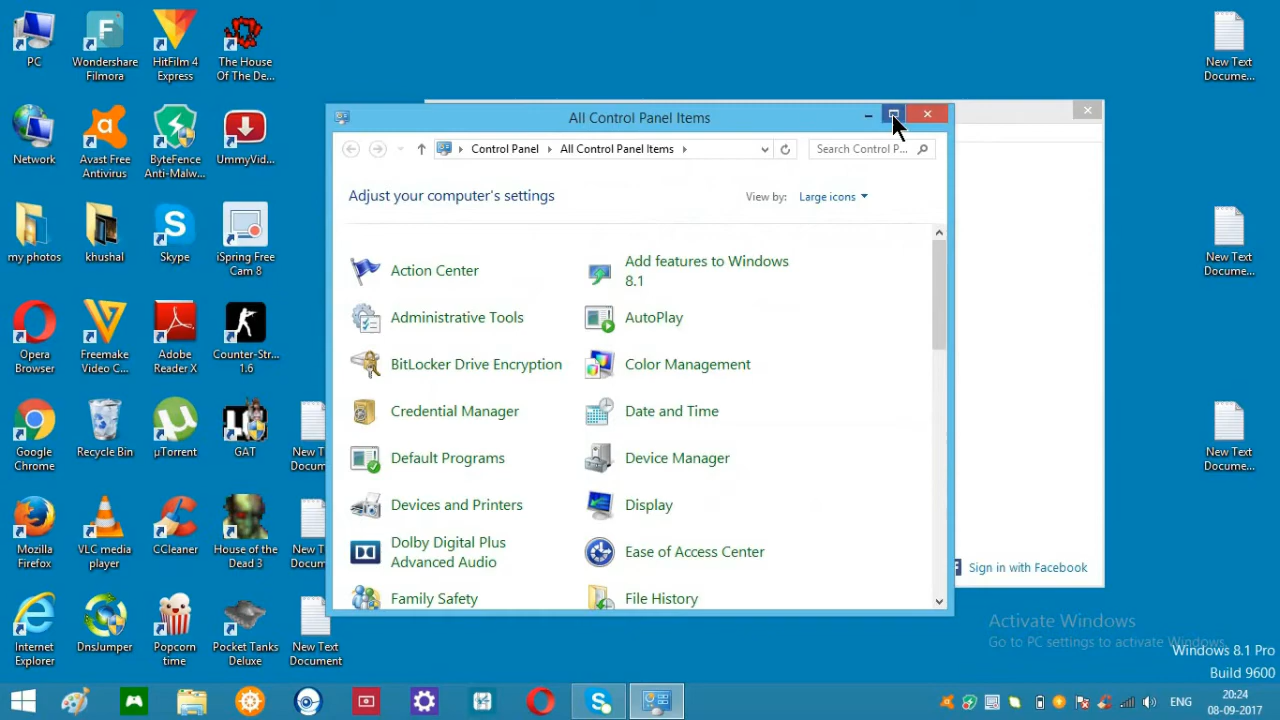 PC
Wondershare
Filmora
HitFilm 4
Express
The House
Of The De...
Network
Avast Free
Antivirus
ByteFence
Anti-Malw...
UmmyVid...
my photos
khushal
Skype
iSpring Free
Cam 8
Opera
Browser
Freemake
Video C...
Adobe
Reader X
Counter-Str...
1.6
Google
Chrome
Recycle Bin
µTorrent
GAT
New Text
Docum
Mozilla
Firefox
VLC media
player
CCleaner
House of the
Dead 3
New T
Docum
Internet
Explorer
DnsJumper
Popcorn
time
Pocket Tanks
Deluxe
New Text
Document
All Control Panel Items
Control Panel
All Control Panel Items
Search Control P...
Adjust your computer's settings
View by:
Large icons
Action Center
Add features to Windows
8.1
Administrative Tools
AutoPlay
BitLocker Drive Encryption
Color Management
Credential Manager
Date and Time
Default Programs
Device Manager
Devices and Printers
Display
Dolby Digital Plus
Advanced Audio
Ease of Access Center
Family Safety
File History
Sign in with Facebook
New Text
Docume...
New Text
Docume...
New Text
Docume...
Activate Windows
Go to PC settings to activate Windows.
Windows 8.1 Pro
Build 9600
ENG
20:24
08-09-2017